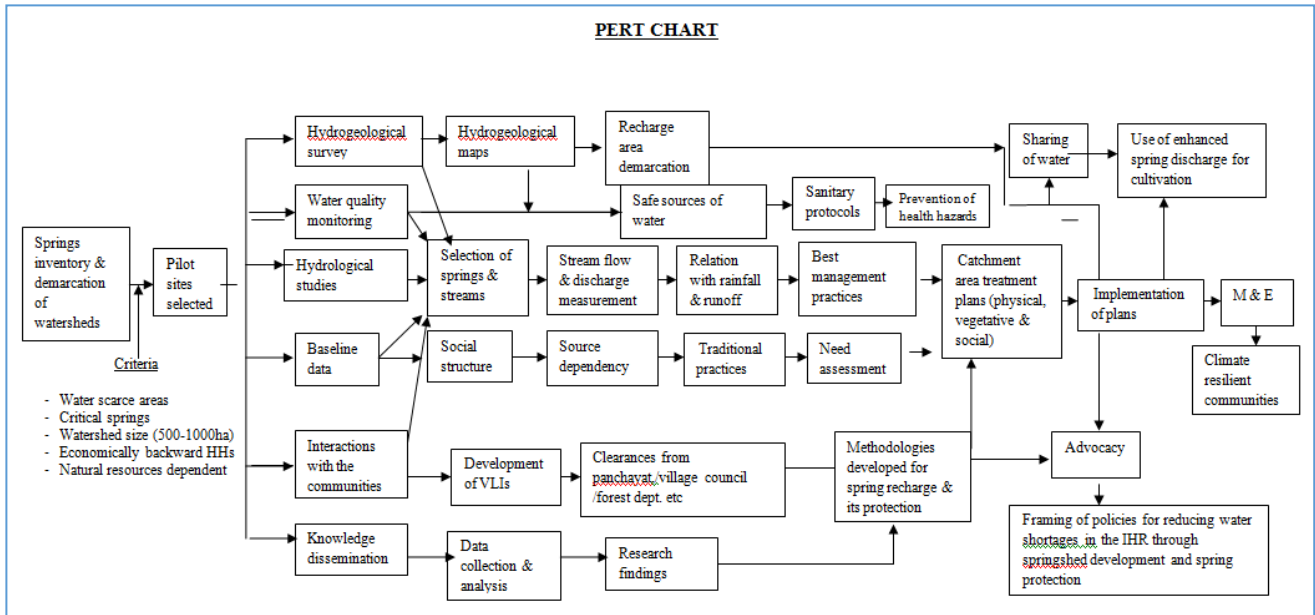 PERT CHART
Hydrogeological
survey
Hydrogeological
maps
Recharge
area
demarcation
Sharing
of water
Use of enhanced
spring discharge for
cultivation
Water quality
monitoring
Safe sources of
water
Sanitary
protocols
Prevention of
health hazards
Springs
inventory &
demarcation
of
watersheds
Pilot
sites
selected
Hydrological
studies
Selection of
springs &
streams
Stream flow
& discharge
measurement
Relation
with rainfall
& runoff
Best
management
practices
Catchment
area treatment
plans (physical,
vegetative &
social)
Implementation
of plans
M & E
Climate
resilient
communities
Baseline
data
Social
structure
Source
dependency
Traditional
practices
Need
assessment
Criteria
- Water scarce areas
- Critical springs
- Watershed size (500-1000ha)
- Economically backward HHs
- Natural resources dependent
Interactions
with the
communities
Development
of VLIs
Clearances from
panchayat,/village council
/forest dept. etc
Methodologies
developed for
spring recharge &
its protection
Advocacy
Knowledge
dissemination
Data
collection &
analysis
Research
findings
Framing of policies for reducing water
shortages in the IHR through
springshed development and spring
protection